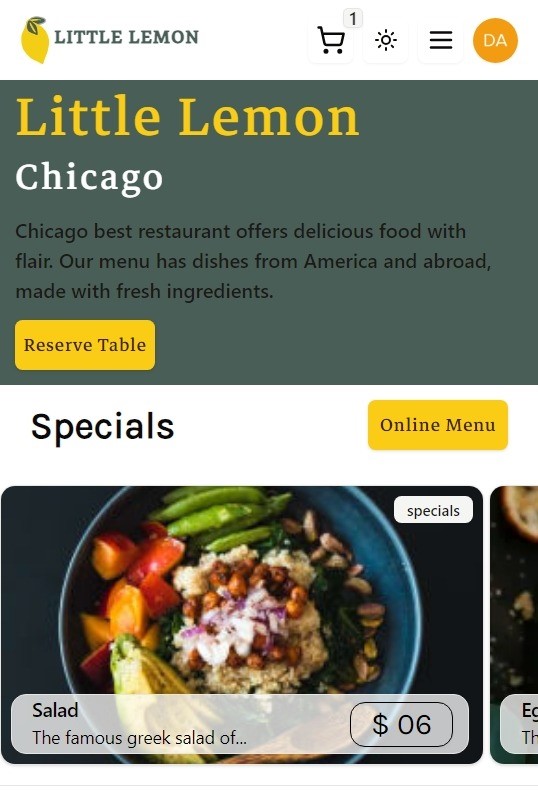 LITTLE LEMON
1
DA
Little Lemon
Chicago
Chicago best restaurant offers delicious food with
flair. Our menu has dishes from America and abroad,
made with fresh ingredients.
Reserve Table
Specials
Online Menu
specials
Salad
The famous greek salad of...
$ 06
Eg
Th